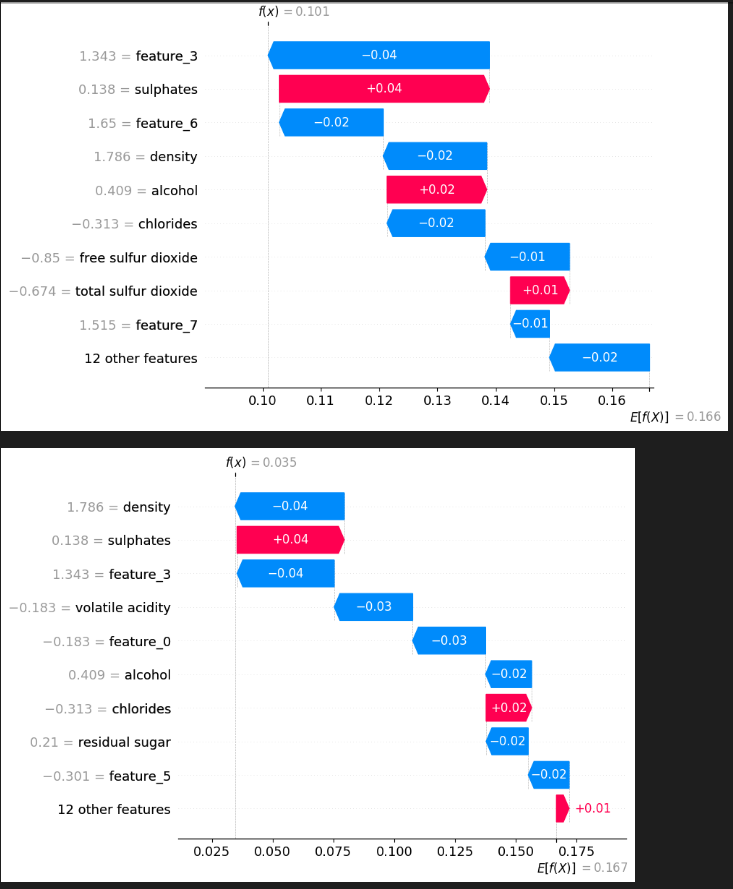 f(x) = 0.101
1.343 = feature_3 −0.04
0.138 = sulphates +0.04
1.65 = feature_6 −0.02
1.786 = density −0.02
0.409 = alcohol +0.02
−0.313 = chlorides −0.02
−0.85 = free sulfur dioxide −0.01
−0.674 = total sulfur dioxide +0.01
1.515 = feature_7 −0.01
12 other features −0.02
0.10 0.11 0.12 0.13 0.14 0.15 0.16
E[f(X)] = 0.166
f(x) = 0.035
1.786 = density −0.04
0.138 = sulphates +0.04
1.343 = feature_3 −0.04
−0.183 = volatile acidity −0.03
−0.183 = feature_0 −0.03
0.409 = alcohol −0.02
−0.313 = chlorides +0.02
0.21 = residual sugar −0.02
−0.301 = feature_5 −0.02
12 other features +0.01
0.025 0.050 0.075 0.100 0.125 0.150 0.175
E[f(X)] = 0.167